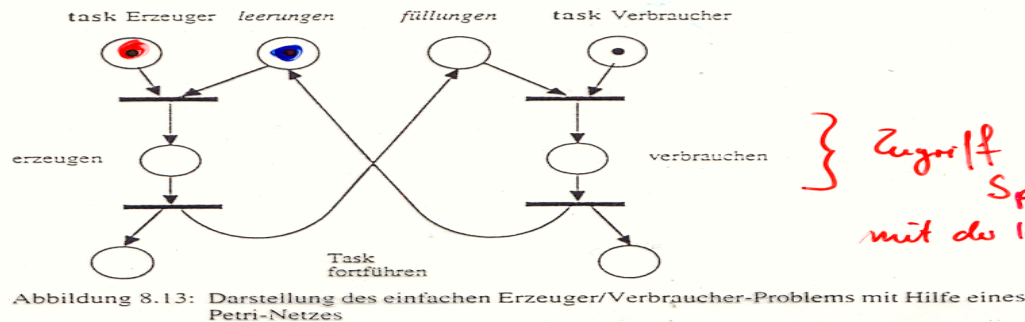 task Erzeuger leerungen füllungen task Verbraucher
erzeugen
verbrauchen
Zugriff
mit der
Task
fortführen
Abbildung 8.13: Darstellung des einfachen Erzeuger/Verbraucher-Problems mit Hilfe eines
Petri-Netzes